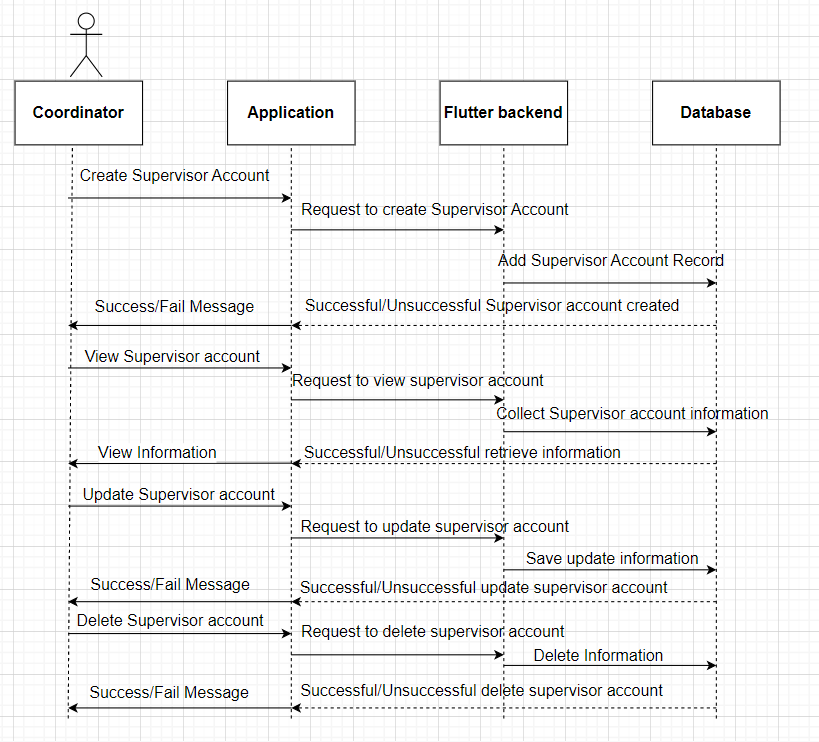 Coordinator
Application
Flutter backend
Database
Create Supervisor Account
Request to create Supervisor Account
Add Supervisor Account Record
Success/Fail Message
Successful/Unsuccessful Supervisor account created
View Supervisor account
Request to view supervisor account
Collect Supervisor account information
View Information
Successful/Unsuccessful retrieve information
Update Supervisor account
Request to update supervisor account
Save update information
Success/Fail Message
Successful/Unsuccessful update supervisor account
Delete Supervisor account
Request to delete supervisor account
Delete Information
Success/Fail Message
Successful/Unsuccessful delete supervisor account